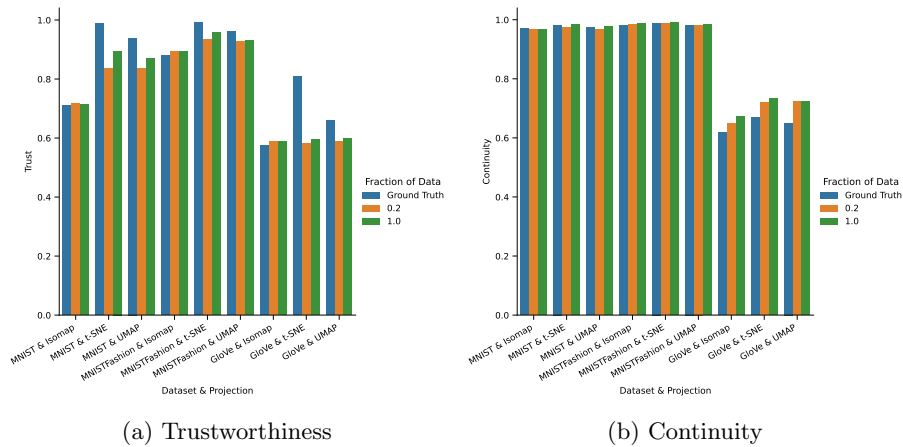 1.0
0.8
0.6
0.4
0.2
0.0
Trust
MNIST & Isomap
MNIST & t-SNE
MNIST & UMAP
MNISTFashion & Isomap
MNISTFashion & t-SNE
MNISTFashion & UMAP
GloVe & Isomap
GloVe & t-SNE
GloVe & UMAP
Dataset & Projection
Fraction of Data
Ground Truth
0.2
1.0
(a) Trustworthiness
1.0
0.8
0.6
0.4
0.2
0.0
Continuity
MNIST & Isomap
MNIST & t-SNE
MNIST & UMAP
MNISTFashion & Isomap
MNISTFashion & t-SNE
MNISTFashion & UMAP
GloVe & Isomap
GloVe & t-SNE
GloVe & UMAP
Dataset & Projection
Fraction of Data
Ground Truth
0.2
1.0
(b) Continuity